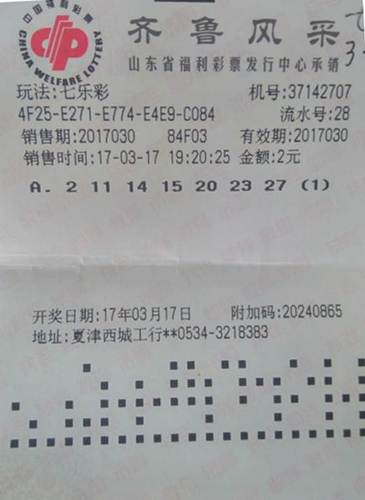 中国福利彩票
CHINA WELFARE LOTTERY
齐鲁风采
山东省福利彩票发行中心承销
玩法:七乐彩 机号:37142707
4F25-E271-E774-E4E9-C084 流水号:28
销售期:2017030 84F03 有效期:2017030
销售时间:17-03-17 19:20:25 金额:2元
A. 2 11 14 15 20 23 27 (1)
开奖日期:17年03月17日 附加码:20240865
地址:夏津西城工行**0534-3218383